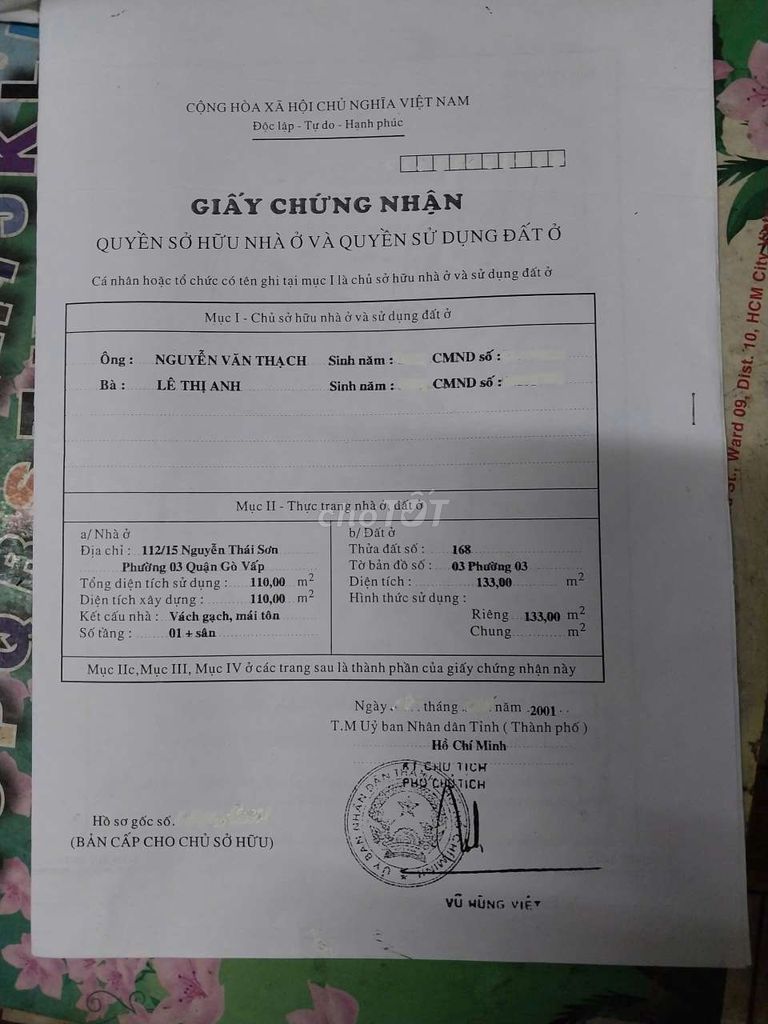 CỘNG HÒA XÃ HỘI CHỦ NGHĨA VIỆT NAM
Độc lập - Tự do - Hạnh phúc
GIẤY CHỨNG NHẬN
QUYỀN SỞ HỮU NHÀ Ở VÀ QUYỀN SỬ DỤNG ĐẤT Ở
Cá nhân hoặc tổ chức có tên ghi tại mục I là chủ sở hữu nhà ở và sử dụng đất ở
Mục I - Chủ sở hữu nhà ở và sử dụng đất ở
Ông : NGUYỄN VĂN THẠCH Sinh năm : CMND số :
Bà : LÊ THỊ ANH Sinh năm : CMND số :
Mục II - Thực trạng nhà ở, đất ở
choTỐT
a/ Nhà ở
Địa chỉ : 112/15 Nguyễn Thái Sơn
Phường 03 Quận Gò Vấp
Tổng diện tích sử dụng : 110,00 m2
Diện tích xây dựng : 110,00 m2
Kết cấu nhà : Vách gạch, mái tôn
Số tầng : 01 + sân
b/ Đất ở
Thửa đất số : 168
Tờ bản đồ số : 03 Phường 03
Diện tích : 133,00 m2
Hình thức sử dụng :
Riêng 133,00 m2
Chung m2
Mục IIc, Mục III, Mục IV ở các trang sau là thành phần của giấy chứng nhận này
Ngày tháng năm 2001
T.M Uỷ ban Nhân dân Tỉnh ( Thành phố )
Hồ Chí Minh
KT CHỦ TỊCH
PHÓ CHỦ TỊCH
Hồ sơ gốc số.
(BẢN CẤP CHO CHỦ SỞ HỮU)
VŨ HÙNG VIỆT
St., Ward 09, Dist. 10, HCM City